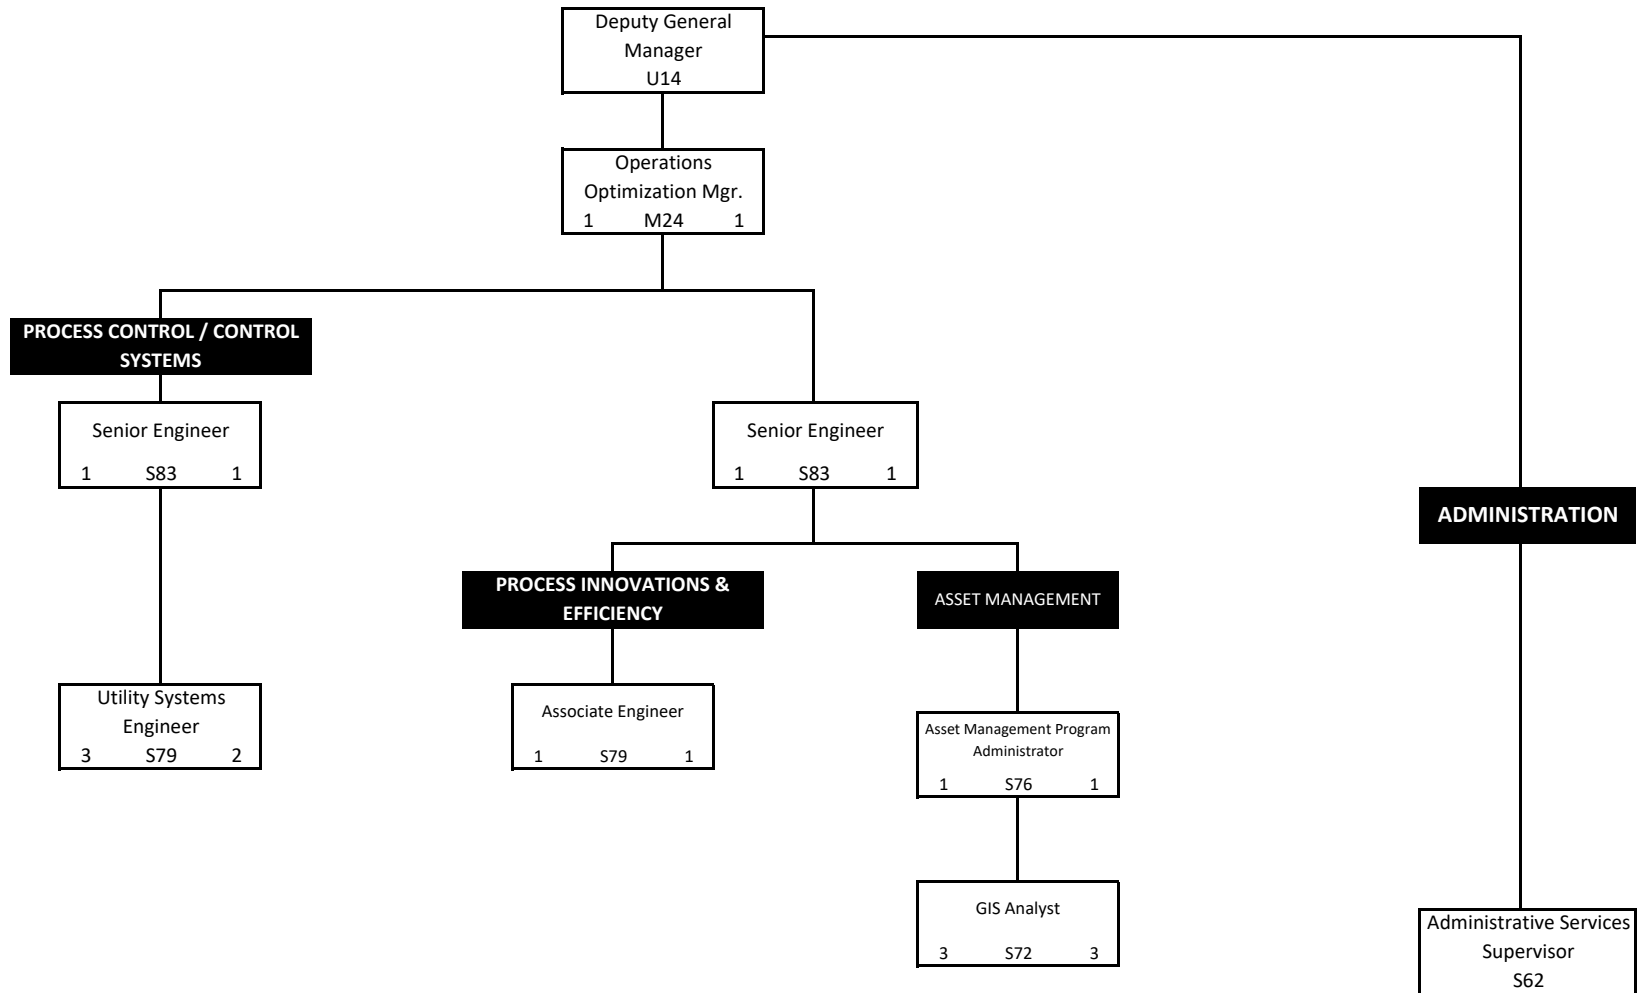 Deputy General
Manager
U14
Operations
Optimization Mgr.
1 M24 1
PROCESS CONTROL / CONTROL
SYSTEMS
Senior Engineer
1 S83 1
Senior Engineer
1 S83 1
ADMINISTRATION
PROCESS INNOVATIONS &
EFFICIENCY
ASSET MANAGEMENT
Utility Systems
Engineer
3 S79 2
Associate Engineer
1 S79 1
Asset Management Program
Administrator
1 S76 1
GIS Analyst
3 S72 3
Administrative Services
Supervisor
S62